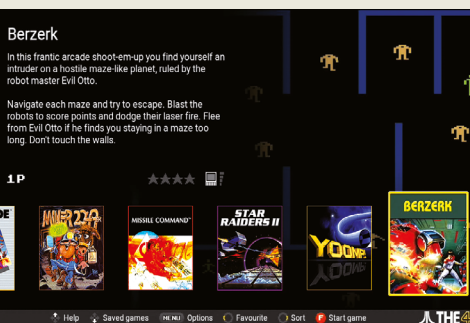 Berzerk
In this frantic arcade shoot-em-up you find yourself an
intruder on a hostile maze-like planet, ruled by the
robot master Evil Otto.
Navigate each maze and try to escape. Blast the
robots to score points and dodge their laser fire. Flee
from Evil Otto if he finds you staying in a maze too
long. Don't touch the walls.
1P
MINER 2049er
MISSILE COMMAND
STAR
RAIDERS II
YOOMP!
BERZERK
Help
Saved games
MENU Options
Favourite
Sort
Start game
THE4